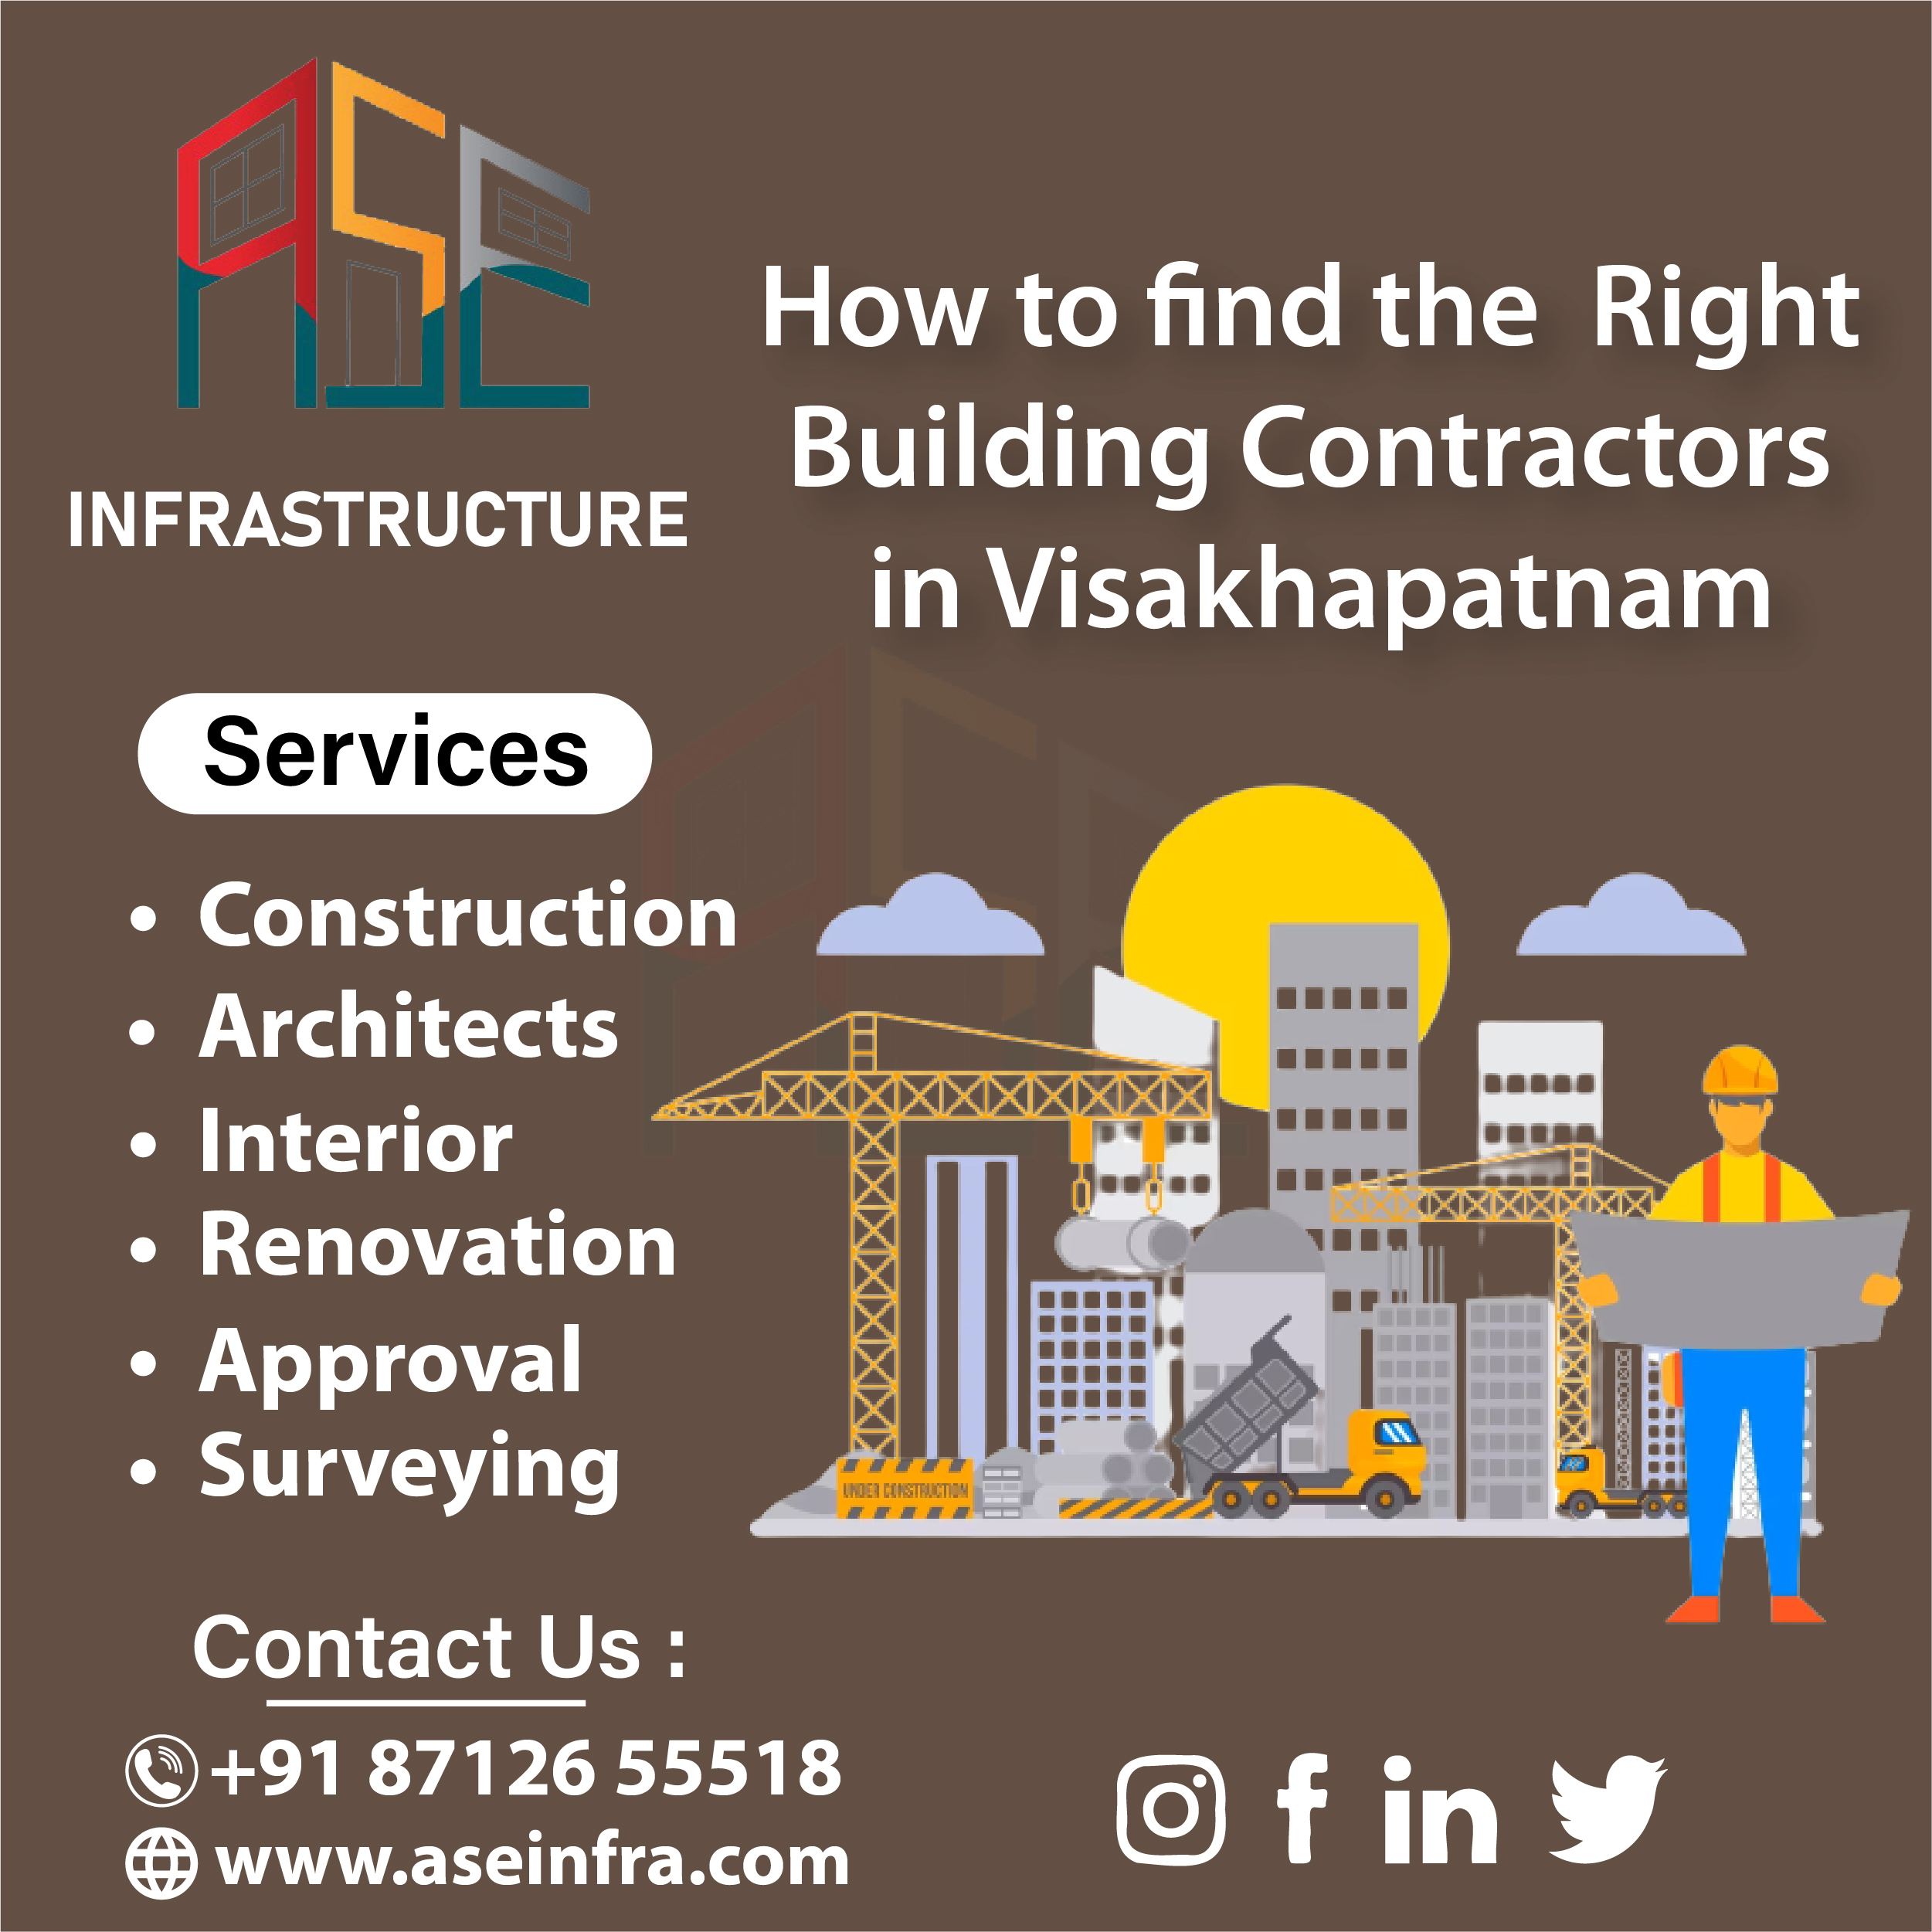 ASE
INFRASTRUCTURE
How to find the Right
Building Contractors
in Visakhapatnam
Services
• Construction
• Architects
• Interior
• Renovation
• Approval
• Surveying
UNDER CONSTRUCTION
Contact Us :
+91 87126 55518
www.aseinfra.com